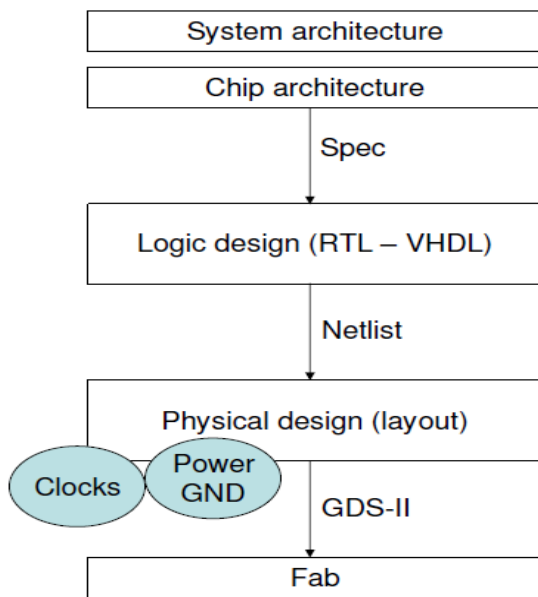 System architecture
Chip architecture
Spec
Logic design (RTL – VHDL)
Netlist
Physical design (layout)
Clocks
Power
GND
GDS-II
Fab